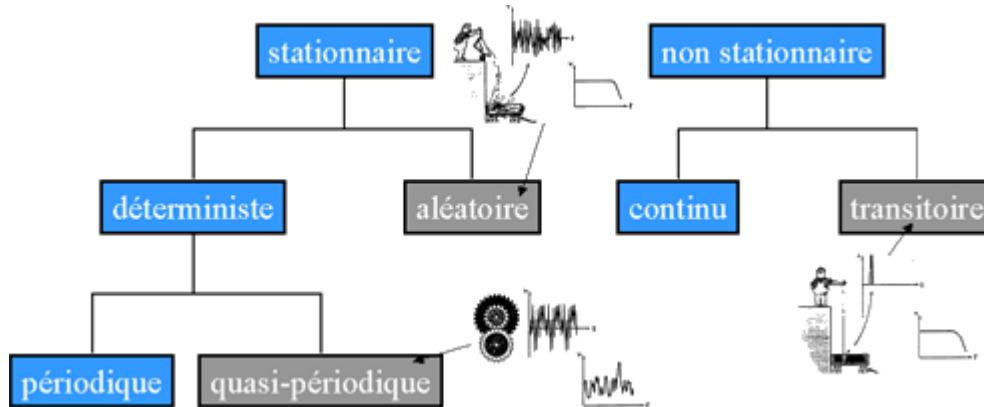 stationnaire
non stationnaire
déterministe
aléatoire
continu
transitoire
périodique
quasi-périodique